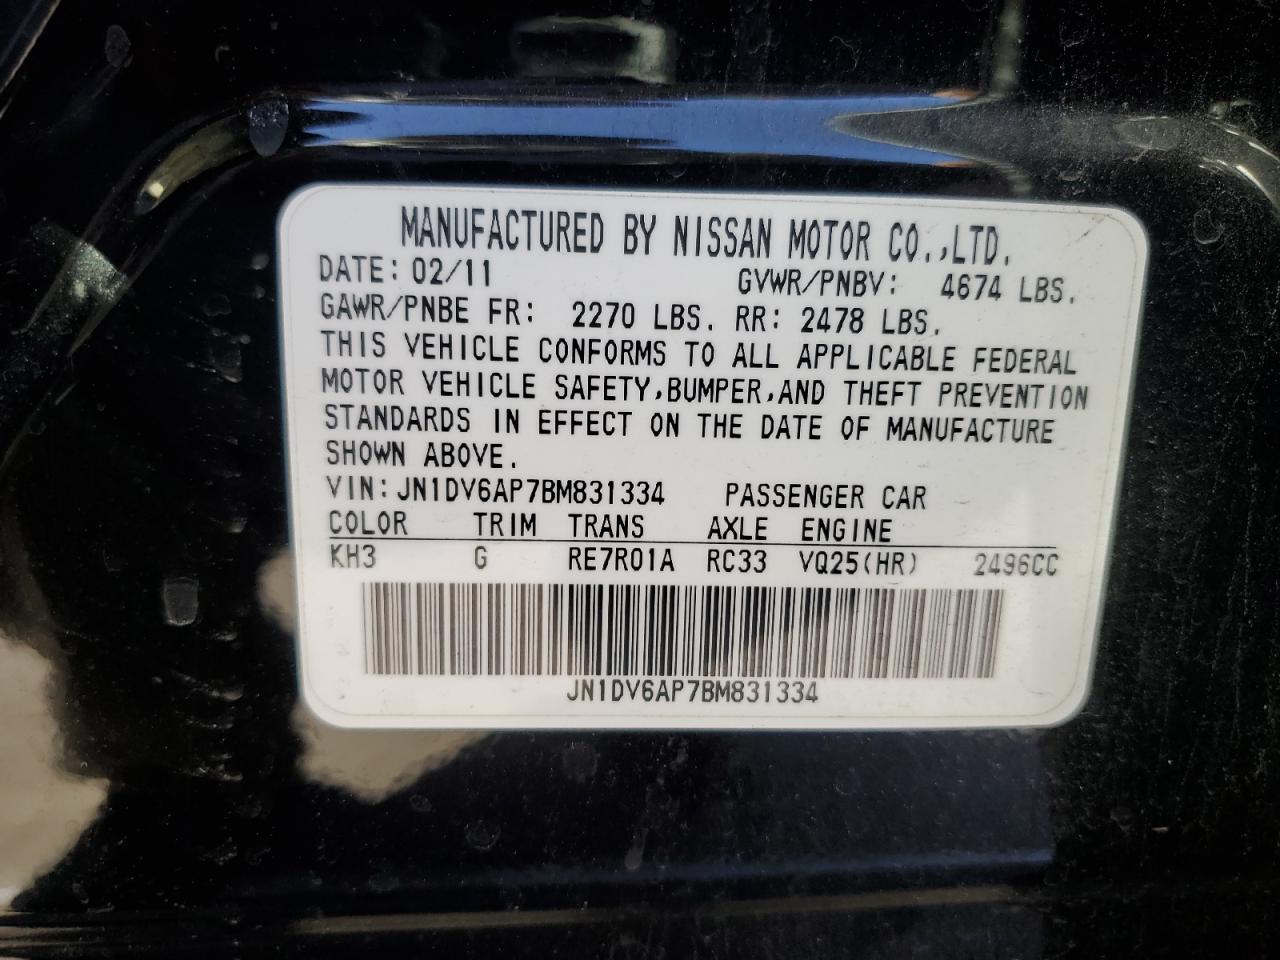 MANUFACTURED BY NISSAN MOTOR CO.,LTD.
DATE: 02/11 GVWR/PNBV: 4674 LBS.
GAWR/PNBE FR: 2270 LBS. RR: 2478 LBS.
THIS VEHICLE CONFORMS TO ALL APPLICABLE FEDERAL
MOTOR VEHICLE SAFETY,BUMPER,AND THEFT PREVENTION
STANDARDS IN EFFECT ON THE DATE OF MANUFACTURE
SHOWN ABOVE.
VIN: JN1DV6AP7BM831334 PASSENGER CAR
COLOR TRIM TRANS AXLE ENGINE
KH3 G RE7R01A RC33 VQ25(HR) 2496CC
JN1DV6AP7BM831334